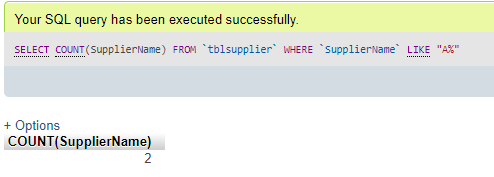 Your SQL query has been executed successfully.
SELECT COUNT(SupplierName) FROM `tblsupplier` WHERE `SupplierName` LIKE "A%"
+ Options
COUNT(SupplierName)
2